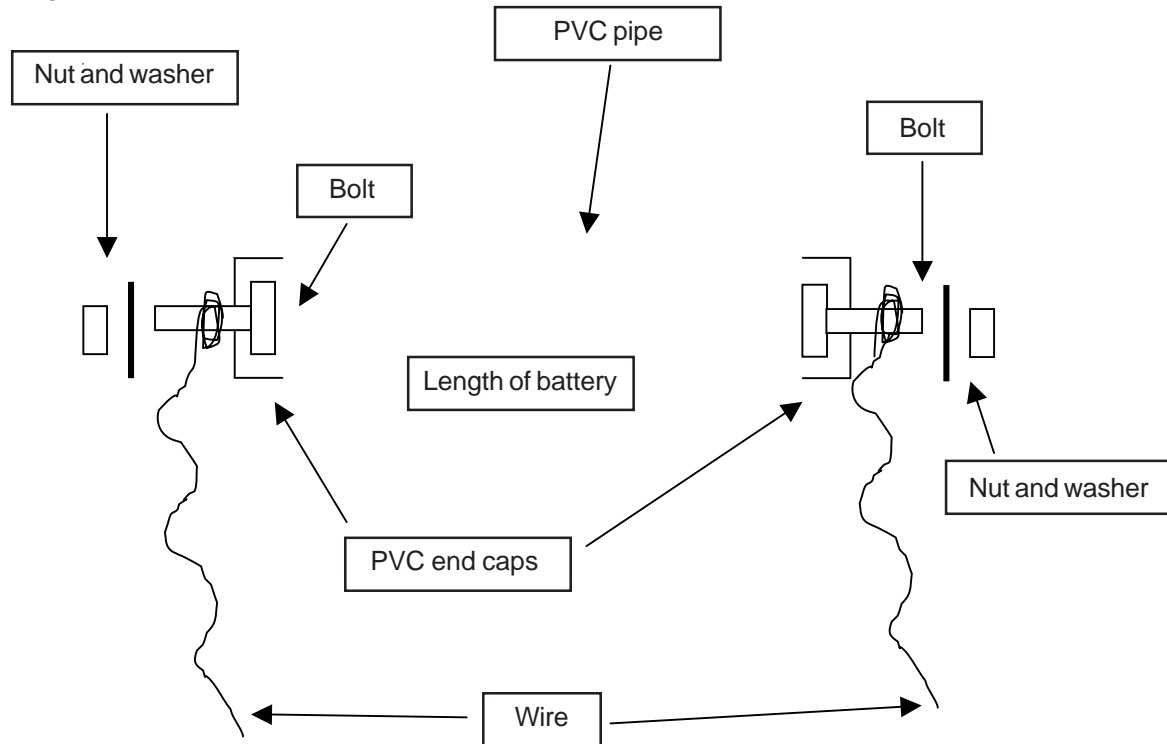 PVC pipe
Nut and washer
Bolt
Bolt
Length of battery
Nut and washer
PVC end caps
Wire